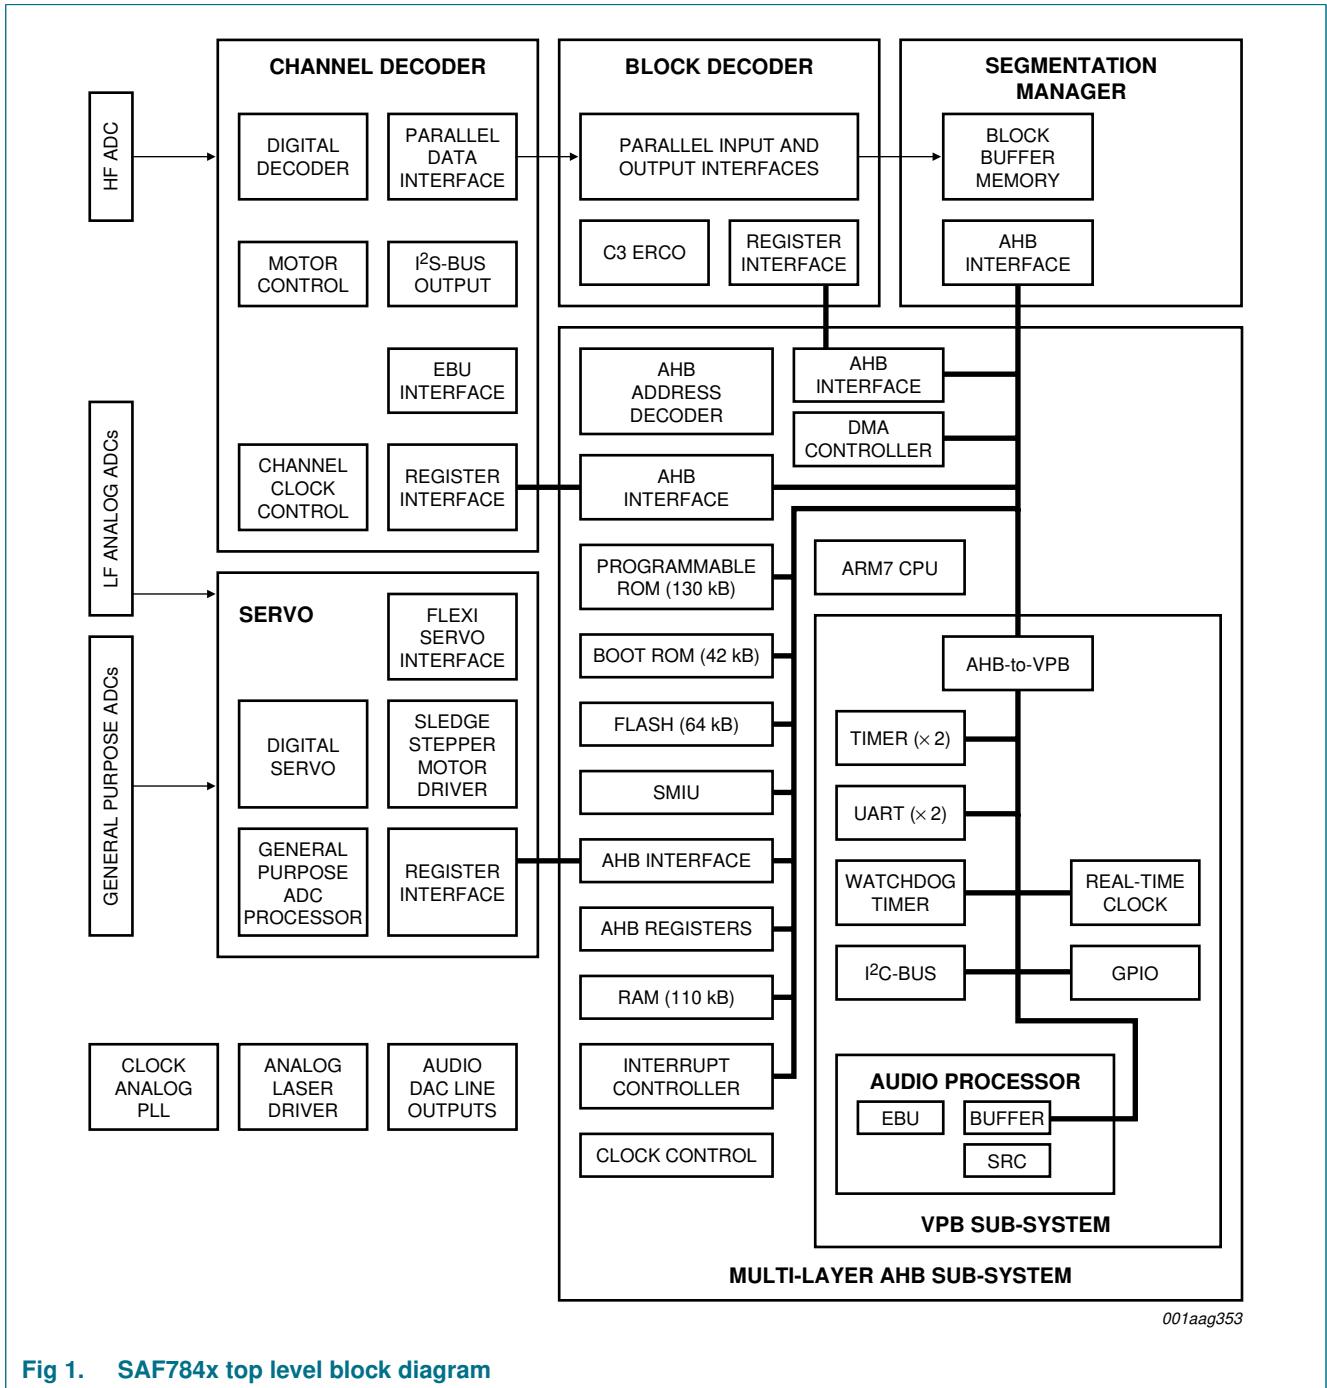 HF ADC
LF ANALOG ADCs
GENERAL PURPOSE ADCs
CHANNEL DECODER
DIGITAL
DECODER
PARALLEL
DATA
INTERFACE
MOTOR
CONTROL
I²S-BUS
OUTPUT
EBU
INTERFACE
CHANNEL
CLOCK
CONTROL
REGISTER
INTERFACE
BLOCK DECODER
PARALLEL INPUT AND
OUTPUT INTERFACES
C3 ERCO
REGISTER
INTERFACE
SEGMENTATION
MANAGER
BLOCK
BUFFER
MEMORY
AHB
INTERFACE
SERVO
FLEXI
SERVO
INTERFACE
DIGITAL
SERVO
SLEDGE
STEPPER
MOTOR
DRIVER
GENERAL
PURPOSE
ADC
PROCESSOR
REGISTER
INTERFACE
CLOCK
ANALOG
PLL
ANALOG
LASER
DRIVER
AUDIO
DAC LINE
OUTPUTS
AHB
ADDRESS
DECODER
AHB
INTERFACE
DMA
CONTROLLER
AHB
INTERFACE
PROGRAMMABLE
ROM (130 kB)
ARM7 CPU
BOOT ROM (42 kB)
FLASH (64 kB)
SMIU
AHB INTERFACE
AHB REGISTERS
RAM (110 kB)
INTERRUPT
CONTROLLER
CLOCK CONTROL
AHB-to-VPB
TIMER (× 2)
UART (× 2)
WATCHDOG
TIMER
REAL-TIME
CLOCK
I²C-BUS
GPIO
AUDIO PROCESSOR
EBU
BUFFER
SRC
VPB SUB-SYSTEM
MULTI-LAYER AHB SUB-SYSTEM
001aag353
Fig 1. SAF784x top level block diagram